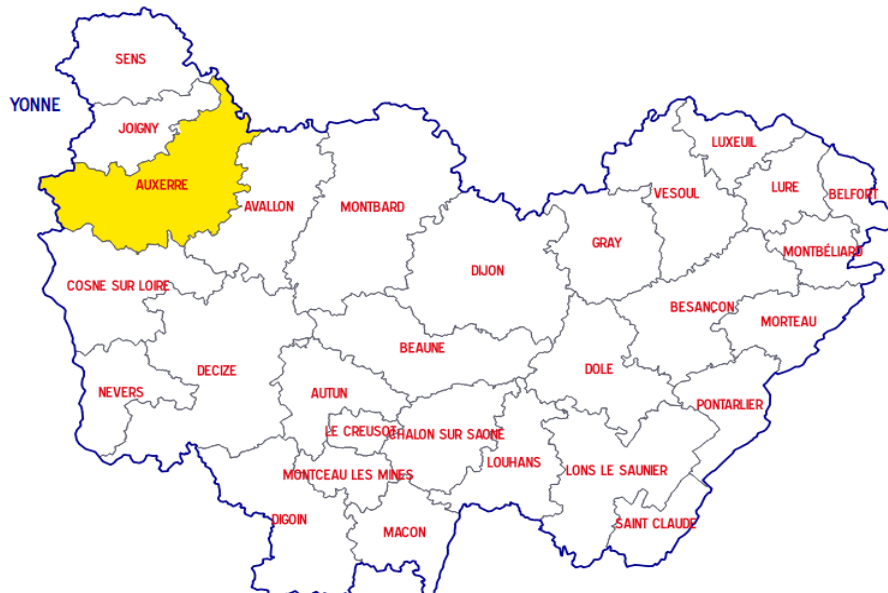 SENS
YONNE
JOIGNY
LUXEUIL
AUXERRE
LURE
VESOUL
BELFORT
AVALLON
MONTBARD
GRAY
MONTBÉLIARD
DIJON
COSNE SUR LOIRE
BESANÇON
MORTEAU
BEAUNE
DECIZE
DOLE
NEVERS
AUTUN
PONTARLIER
LE CREUSOT
CHALON SUR SAONE
LOUHANS
LONS LE SAUNIER
MONTCEAU LES MINES
DIGOIN
SAINT CLAUDE
MACON